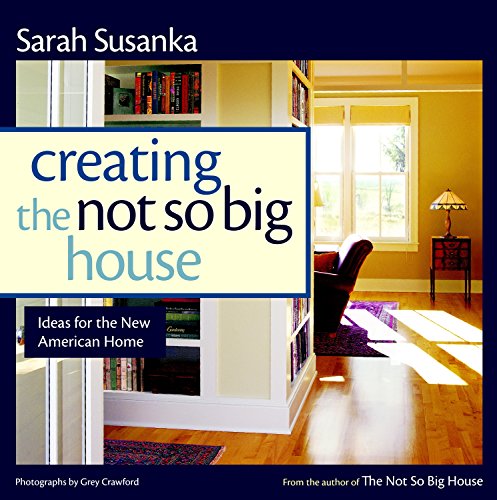 Sarah Susanka
creating
the not so big
house
Ideas for the New
American Home
Photographs by Grey Crawford
From the author of The Not So Big House